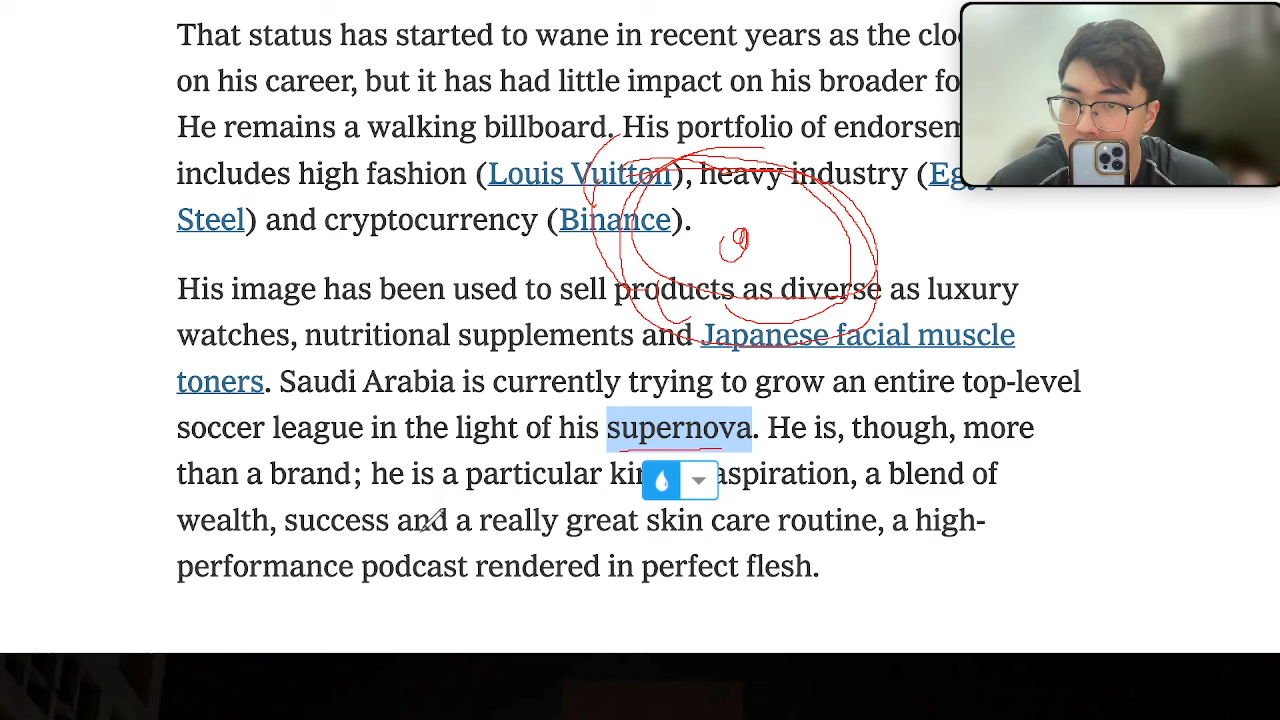 That status has started to wane in recent years as the
on his career, but it has had little impact on his broader
He remains a walking billboard. His portfolio of
includes high fashion (Louis Vuitton), heavy industry (
Steel) and cryptocurrency (Binance).
His image has been used to sell products as diverse as luxury
watches, nutritional supplements and Japanese facial muscle
toners. Saudi Arabia is currently trying to grow an entire top-level
soccer league in the light of his supernova. He is, though, more
than a brand; he is a particular aspiration, a blend of
wealth, success and a really great skin care routine, a high-
performance podcast rendered in perfect flesh.